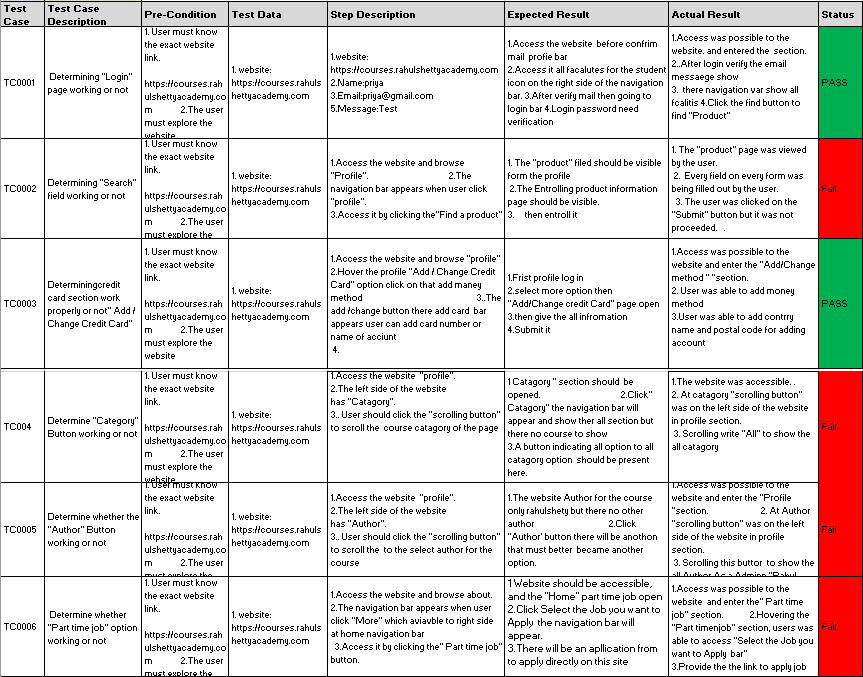 Test Case
Test Case Description
Pre-Condition
Test Data
Step Description
Expected Result
Actual Result
Status
TC0001
Determining "Login"
page working or not
1. User must know
the exact website
link.
https://courses.rah
ulshettyacademy.co
m 2.The user
must explore the
website
1. website:
https://courses.rahuls
hettyacademy.com
1.website:
https://courses.rahulshettyacademy.com
2.Name:priya
3.Email:priya@gmail.com
5.Message:Test
1.Access the website before confrim
mail profie bar
2.Access it all facalutes for the student
icon on the right side of the navigation
bar. 3.After verify mail then going to
login bar 4.Login password need
verification
1.Access was possible to the
website. and entered the section.
2..After login verify the email
messaege show
3. there navigation var show all
fcalitis 4.Click the find button to
find "Product"
PASS
TC0002
Determining "Search"
field working or not
1. User must know
the exact website
link.
https://courses.rah
ulshettyacademy.co
m 2.The user
must explore the
1. website:
https://courses.rahuls
hettyacademy.com
1.Access the website and browse
"Profile". 2.The
navigation bar appears when user click
"profile".
3.Access it by clicking the"Find a product"
1. The "product" filed should be visible
form the profile
2.The Entrolling product information
page should be visible.
3. then entroll it
1. The "product" page was viewed
by the user.
2. Every field on every form was
being filled out by the user.
3. The user was clicked on the
"Submit" button but it was not
proceeded. .
Fail
TC0003
Determiningcredit
card section work
properly or not" Add /
Change Credit Card"
1. User must know
the exact website
link.
https://courses.rah
ulshettyacademy.co
m 2.The user
must explore the
website
1. website:
https://courses.rahuls
hettyacademy.com
1.Access the website and browse "profile"
2.Hover the profile "Add / Change Credit
Card" option click on that add maney
method 3..The
add /change button there add card bar
appears user can add card number or
name of acciunt
4.
1.Frist profile log in
2.select more option then
"Add/Change credit Card" page open
3.then give the all infromation
4.Submit it
1.Access was possible to the
website and enter the "Add/Change
method " "section.
2. User was able to add money
method
3.User was able to add contrry
name and postal code for adding
account
PASS
TC004
Determine "Category"
Button working or not
1. User must know
the exact website
link.
https://courses.rah
ulshettyacademy.co
m 2.The user
must explore the
website
1. website:
https://courses.rahuls
hettyacademy.com
1.Access the website "profile".
2.The left side of the website
has "Catagory".
3.. User should click the "scrolling button"
to scroll the course catagory of the page
1Catagory " section should be
opened. 2.Click"
Catagory" the navigation bar will
appear and show ther all section but
there no course to show
3.A button indicating all option to all
catagory option should be present
here.
1.The website was accessible. .
2. At catagory "scrolling button"
was on the left side of the website
in profile section.
3. Scrolling write "All" to show the
all catagory
Fail
TC0005
Determine whether the
"Author" Button
working or not
1. User must know
the exact website
link.
https://courses.rah
ulshettyacademy.co
m 2.The user
must explore the
1. website:
https://courses.rahuls
hettyacademy.com
1.Access the website "profile".
2.The left side of the website
has "Author".
3.. User should click the "scrolling button"
to scroll the to the select author for the
course
1.The website Author for the course
only rahulshety but there no other
author 2.Click
"Author' button there will be anothon
that must better became another
option.
1.Access was possible to the
website and enter the "Profile
"section. 2. At Author
"scrolling button" was on the left
side of the website in profile
section.
3. Scrolling this buttor to show the
all Author As a Adminn "Rahul
Fail
TC0006
Determine whether
"Part time job" option
working or not
1. User must know
the exact website
link.
https://courses.rah
ulshettyacademy.co
m 2.The user
must explore the
1. website:
https://courses.rahuls
hettyacademy.com
1.Access the website and browse about.
2.The navigation bar appears when user
click "More" which aviavble to right side
at home navigation bar
3.Access it by clicking the" Part time job"
button.
1Website should be accessible,
and the "Home" part time job open
2.Click Select the Job you want to
Apply the navigation bar will
appear.
3.There will be an apllication from
to apply directly on this site
1.Access was possible to the
website and enter the" Part time
job" section. 2.Hovering the
"Part timenjob" section, users was
able to access "Select the Job you
want to Apply bar"
3.Provide the the link to apply job
Fail